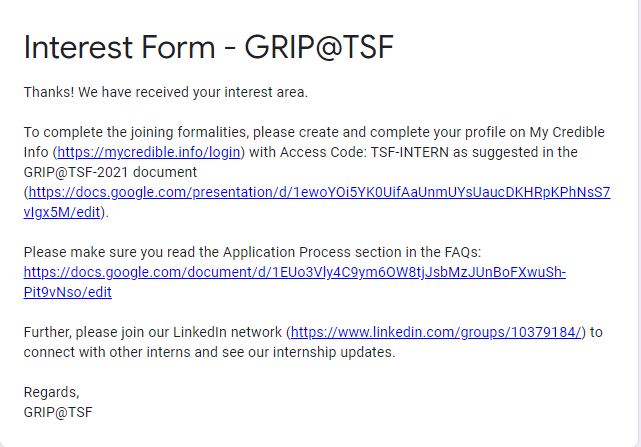 Interest Form - GRIP@TSF
Thanks! We have received your interest area.
To complete the joining formalities, please create and complete your profile on My Credible
Info (https://mycredible.info/login) with Access Code: TSF-INTERN as suggested in the
GRIP@TSF-2021 document
(https://docs.google.com/presentation/d/1ewoYOi5YK0UifAaUnmUYsUaucDKHRpKPhNsS7
vIgx5M/edit).
Please make sure you read the Application Process section in the FAQs:
https://docs.google.com/document/d/1EUo3Vly4C9ym6OW8tjJsbMzJUnBoFXwuSh-
Pit9vNso/edit
Further, please join our LinkedIn network (https://www.linkedin.com/groups/10379184/) to
connect with other interns and see our internship updates.
Regards,
GRIP@TSF